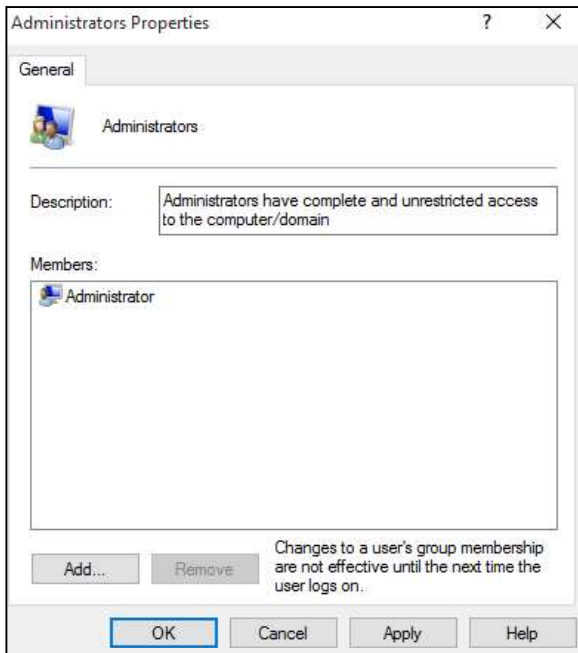 Administrators Properties
?
General
Administrators
Description:
Administrators have complete and unrestricted access
to the computer/domain
Members:
Administrator
Add...
Remove
Changes to a user's group membership
are not effective until the next time the
user logs on.
OK
Cancel
Apply
Help